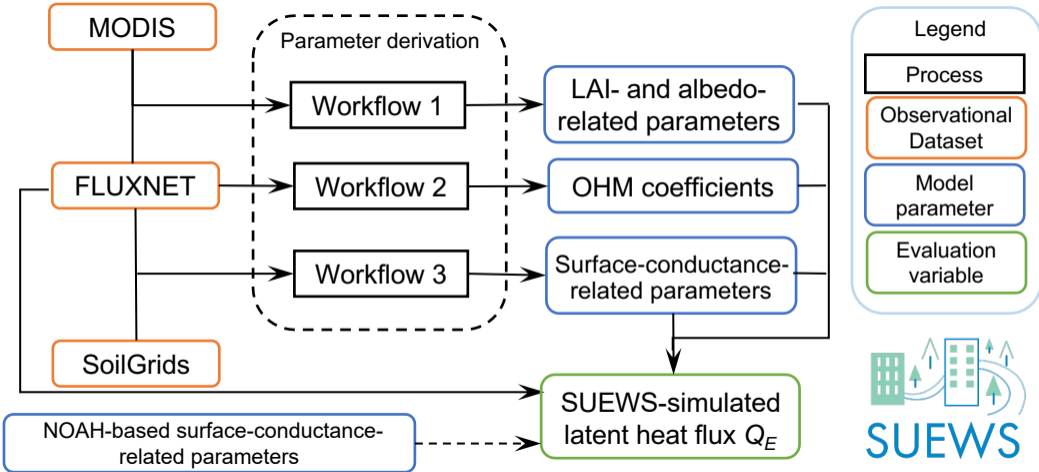 MODIS
Parameter derivation
Legend
Process
Observational
Dataset
Model
parameter
Evaluation
variable
Workflow 1
LAI- and albedo-
related parameters
FLUXNET
Workflow 2
OHM coefficients
Workflow 3
Surface-conductance-
related parameters
SoilGrids
SUEWS-simulated
latent heat flux Q_E
NOAH-based surface-conductance-
related parameters
SUEWS